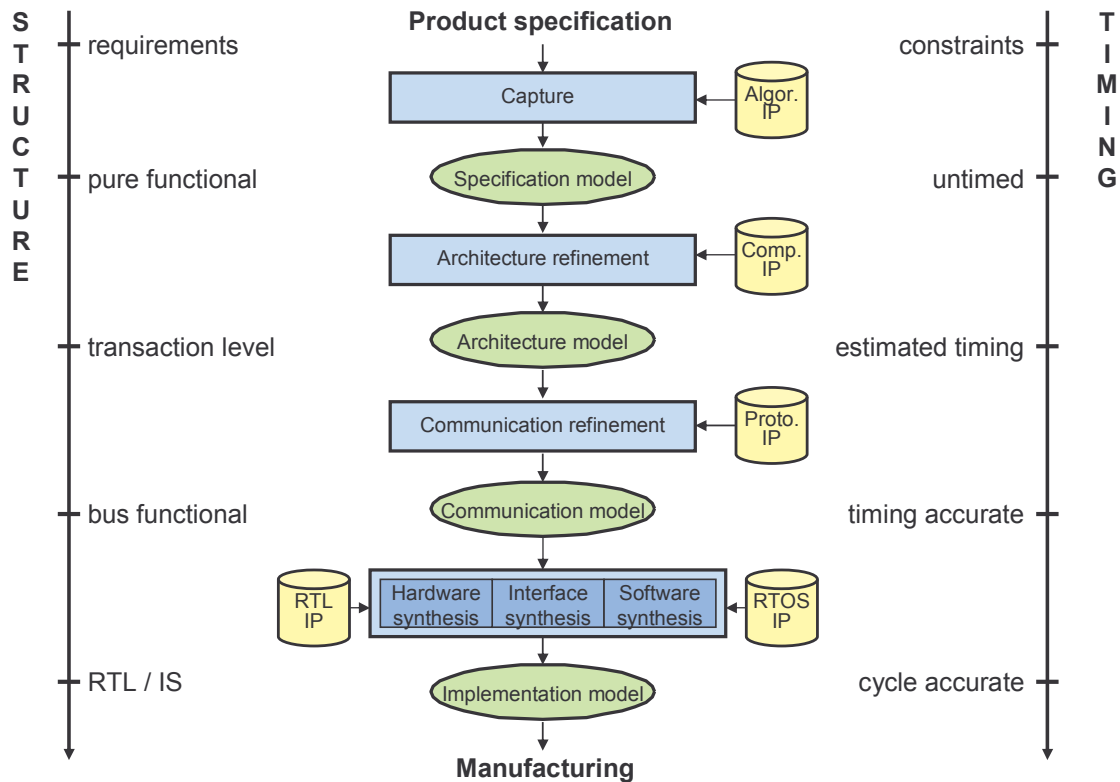 STRUCTURE
TIMING
Product specification
requirements
constraints
Capture
Algor.
IP
pure functional
Specification model
untimed
Architecture refinement
Comp.
IP
transaction level
Architecture model
estimated timing
Communication refinement
Proto.
IP
bus functional
Communication model
timing accurate
RTL
IP
Hardware
synthesis
Interface
synthesis
Software
synthesis
RTOS
IP
RTL / IS
Implementation model
cycle accurate
Manufacturing